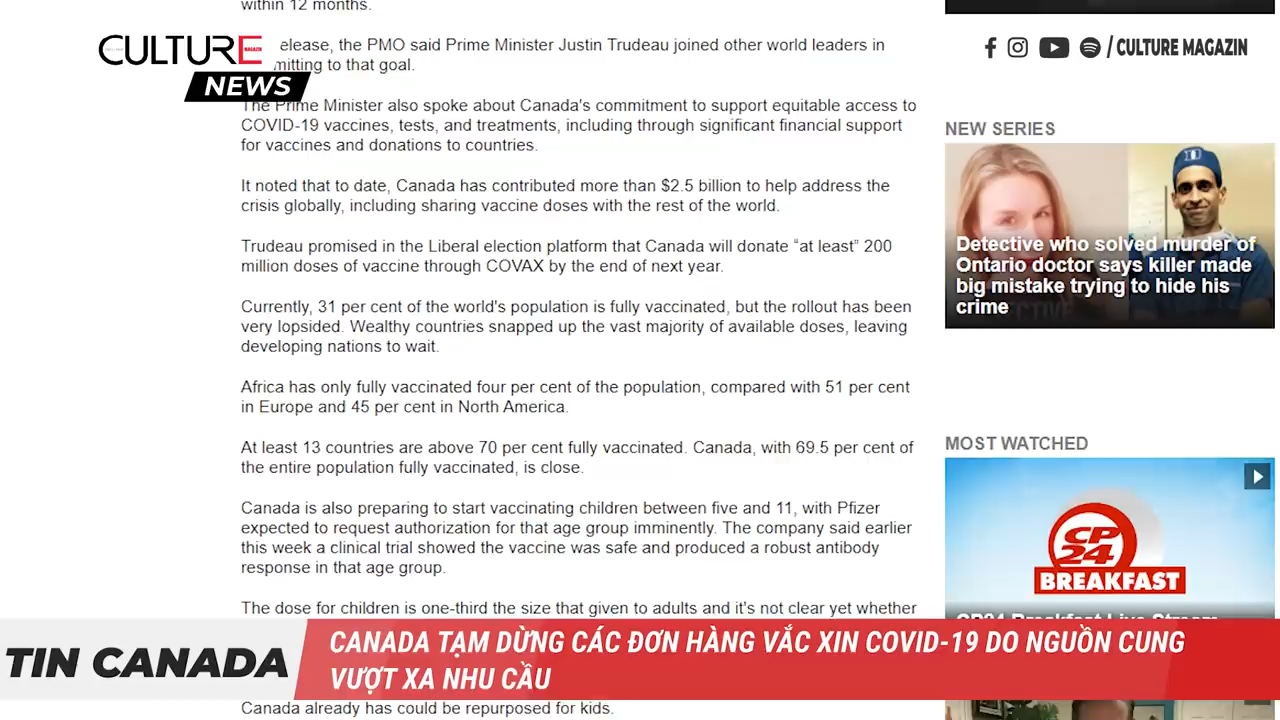 within 12 months.
CULTURE
MAGAZIN
NEWS
elease, the PMO said Prime Minister Justin Trudeau joined other world leaders in
mitting to that goal.
The Prime Minister also spoke about Canada's commitment to support equitable access to
COVID-19 vaccines, tests, and treatments, including through significant financial support
for vaccines and donations to countries.
It noted that to date, Canada has contributed more than $2.5 billion to help address the
crisis globally, including sharing vaccine doses with the rest of the world.
Trudeau promised in the Liberal election platform that Canada will donate “at least” 200
million doses of vaccine through COVAX by the end of next year.
Currently, 31 per cent of the world's population is fully vaccinated, but the rollout has been
very lopsided. Wealthy countries snapped up the vast majority of available doses, leaving
developing nations to wait.
Africa has only fully vaccinated four per cent of the population, compared with 51 per cent
in Europe and 45 per cent in North America.
At least 13 countries are above 70 per cent fully vaccinated. Canada, with 69.5 per cent of
the entire population fully vaccinated, is close.
Canada is also preparing to start vaccinating children between five and 11, with Pfizer
expected to request authorization for that age group imminently. The company said earlier
this week a clinical trial showed the vaccine was safe and produced a robust antibody
response in that age group.
The dose for children is one-third the size that given to adults and it's not clear yet whether
Canada already has could be repurposed for kids.
/ CULTURE MAGAZIN
NEW SERIES
Detective who solved murder of
Ontario doctor says killer made
big mistake trying to hide his
crime
MOST WATCHED
CP
24
BREAKFAST
CP24 Breakfast Live Stream
TIN CANADA
CANADA TẠM DỪNG CÁC ĐƠN HÀNG VẮC XIN COVID-19 DO NGUỒN CUNG
VƯỢT XA NHU CẦU